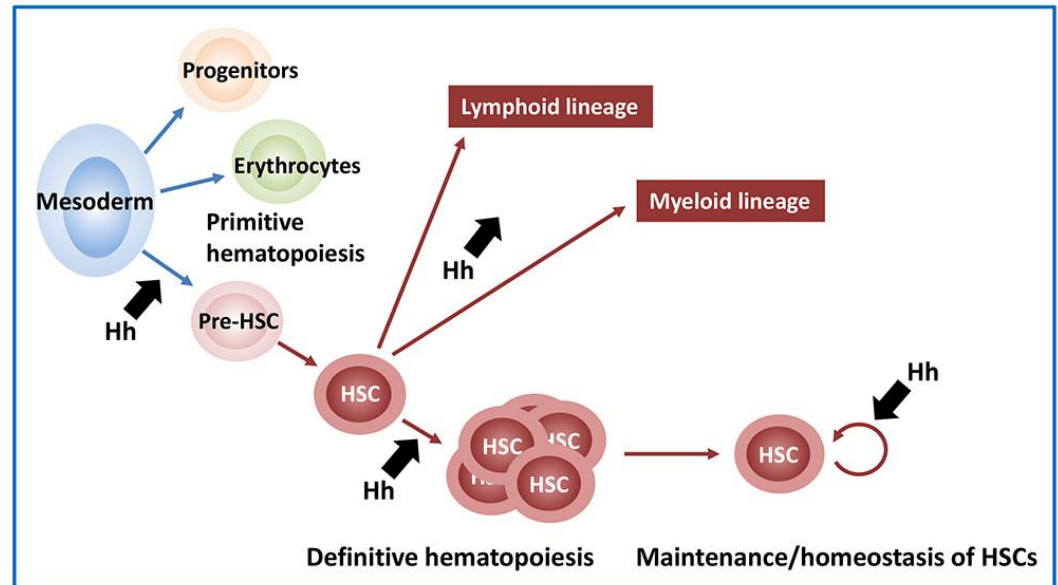 Progenitors
Lymphoid lineage
Erythrocytes
Mesoderm
Myeloid lineage
Primitive
hematopoiesis
Hh
Hh
Pre-HSC
HSC
Hh
HSC
HSC
HSC
HSC
Hh
Definitive hematopoiesis
Maintenance/homeostasis of HSCs